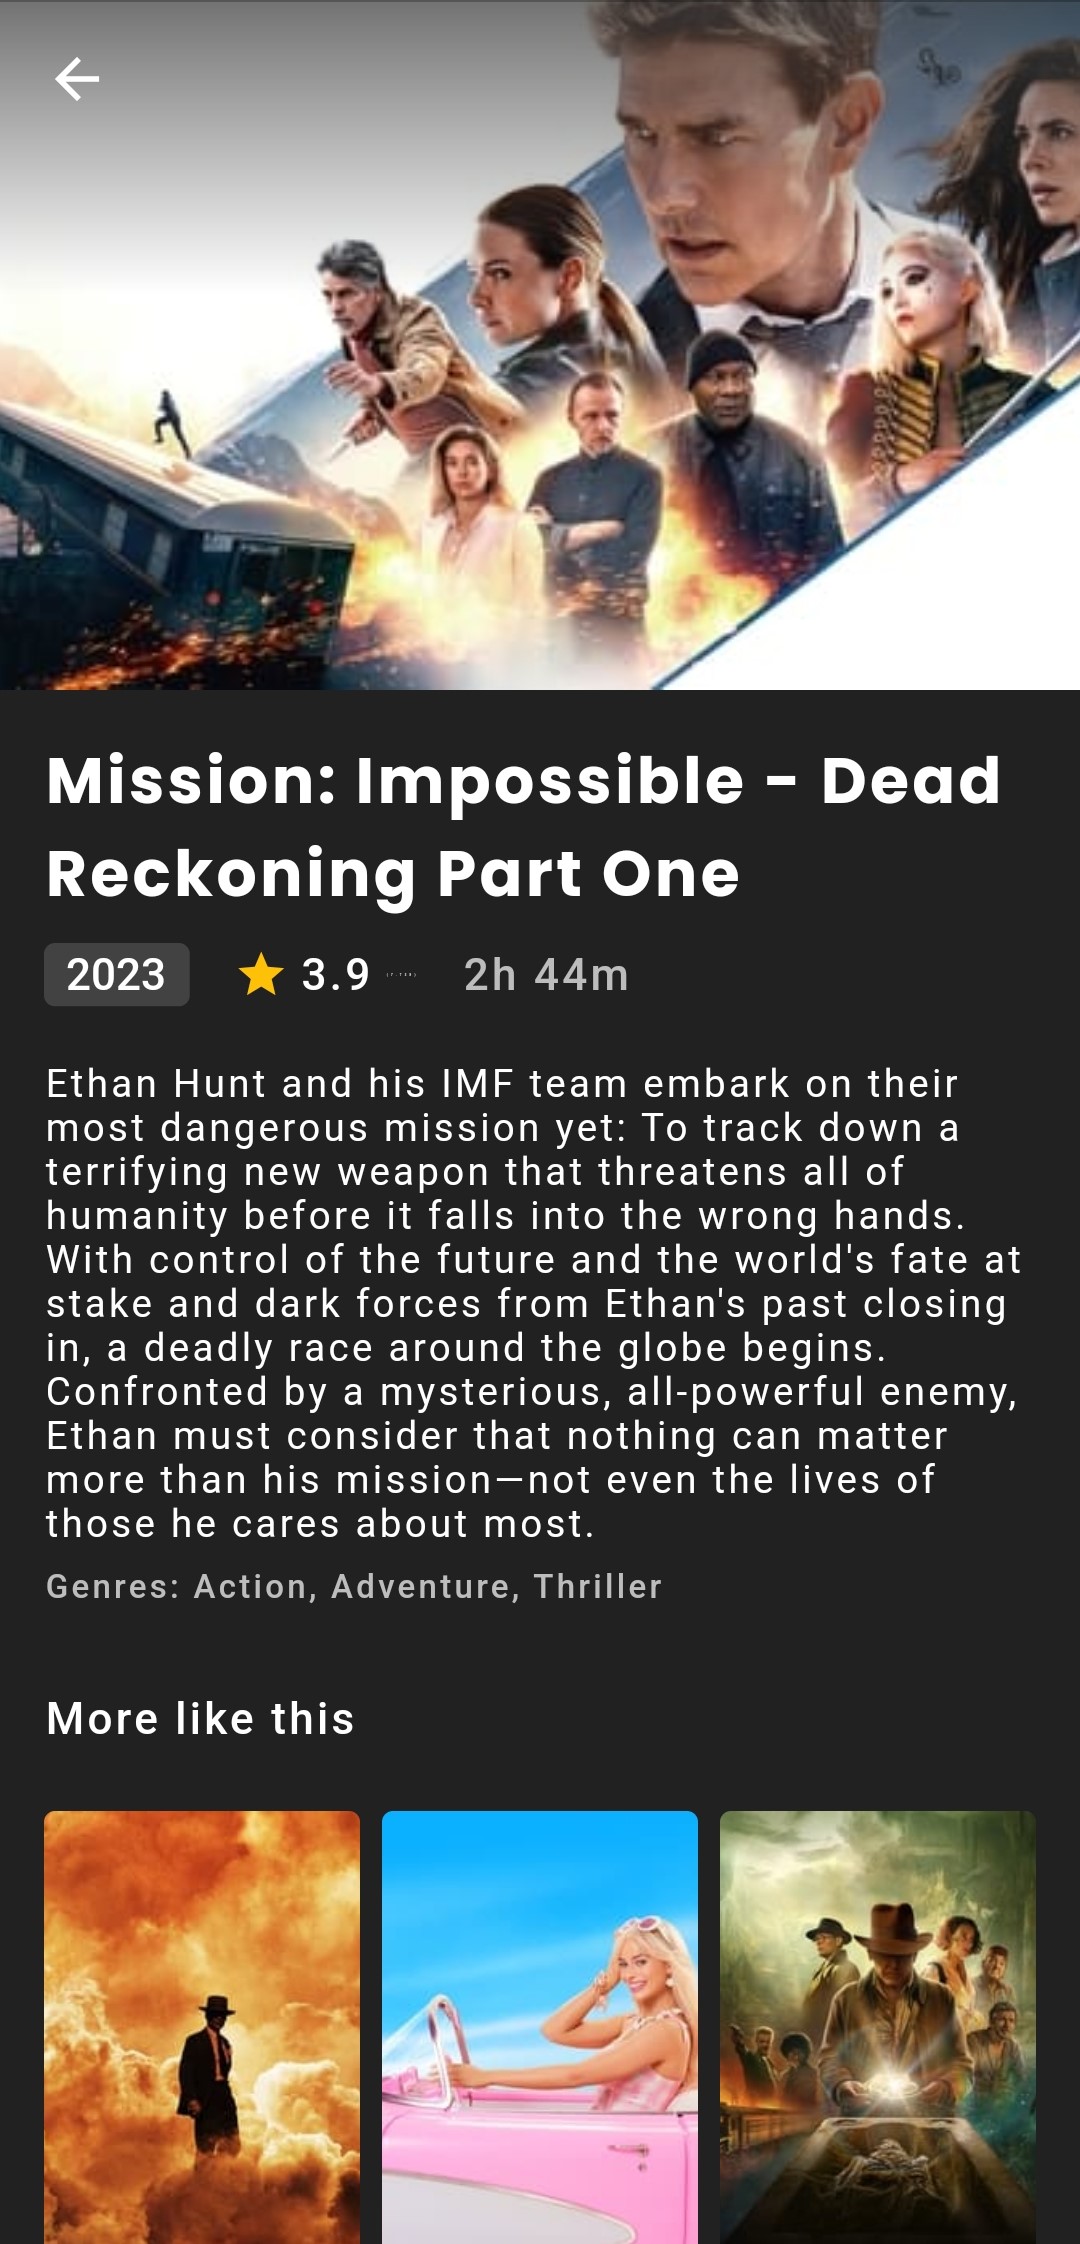 Mission: Impossible - Dead
Reckoning Part One
2023 3.9 2h 44m
Ethan Hunt and his IMF team embark on their
most dangerous mission yet: To track down a
terrifying new weapon that threatens all of
humanity before it falls into the wrong hands.
With control of the future and the world's fate at
stake and dark forces from Ethan's past closing
in, a deadly race around the globe begins.
Confronted by a mysterious, all-powerful enemy,
Ethan must consider that nothing can matter
more than his mission—not even the lives of
those he cares about most.
Genres: Action, Adventure, Thriller
More like this